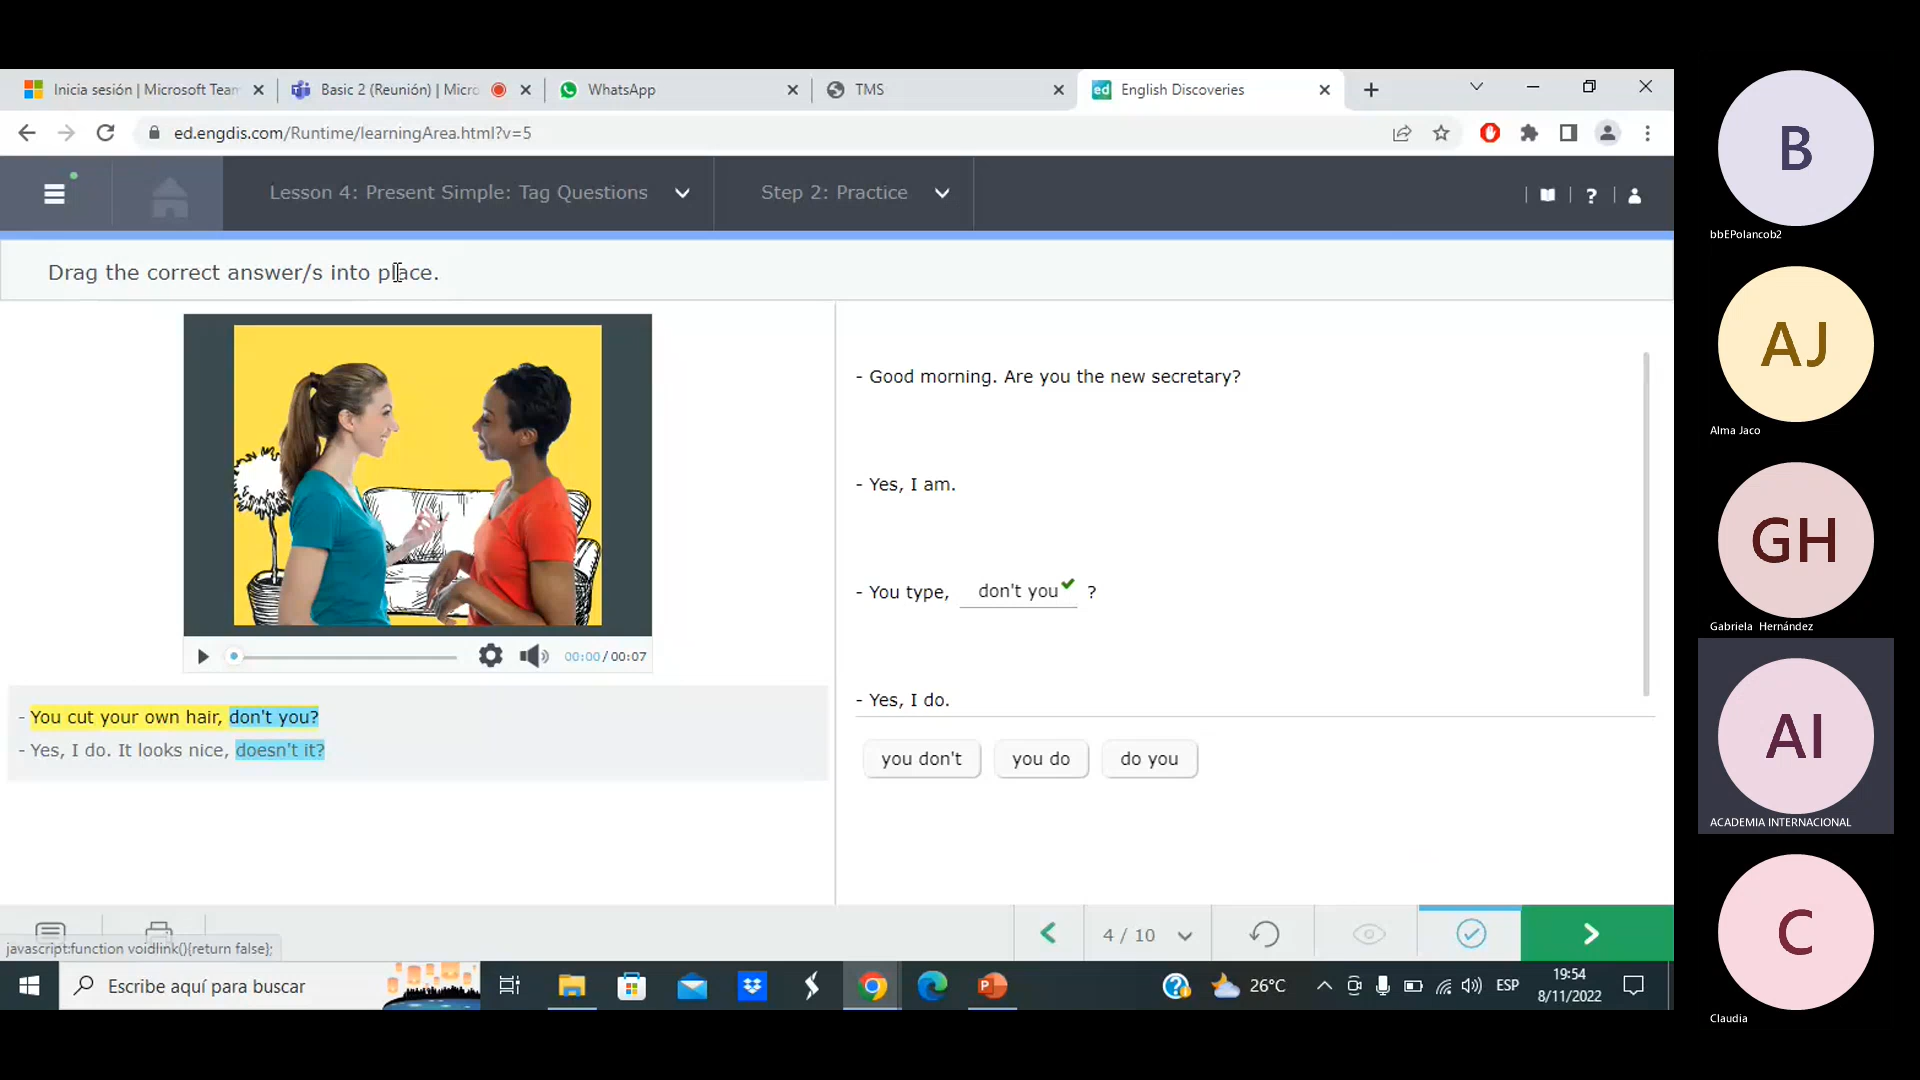 Inicia sesión | Microsoft Team
Basic 2 (Reunión) | Micro
WhatsApp
TMS
ed
English Discoveries
ed.engdis.com/Runtime/learningArea.html?v=5
Lesson 4: Present Simple: Tag Questions
Step 2: Practice
?
Drag the correct answer/s into place.
00:00/00:07
- You cut your own hair, don't you?
- Yes, I do. It looks nice, doesn't it?
- Good morning. Are you the new secretary?
- Yes, I am.
- You type, don't you ?
- Yes, I do.
you don't
you do
do you
4 / 10
javascript:function voidlink(){return false};
Escribe aquí para buscar
26°C
ESP
19:54
8/11/2022
B
bbEPolancob2
AJ
Alma Jaco
GH
Gabriela Hernández
AI
ACADEMIA INTERNACIONAL
C
Claudia